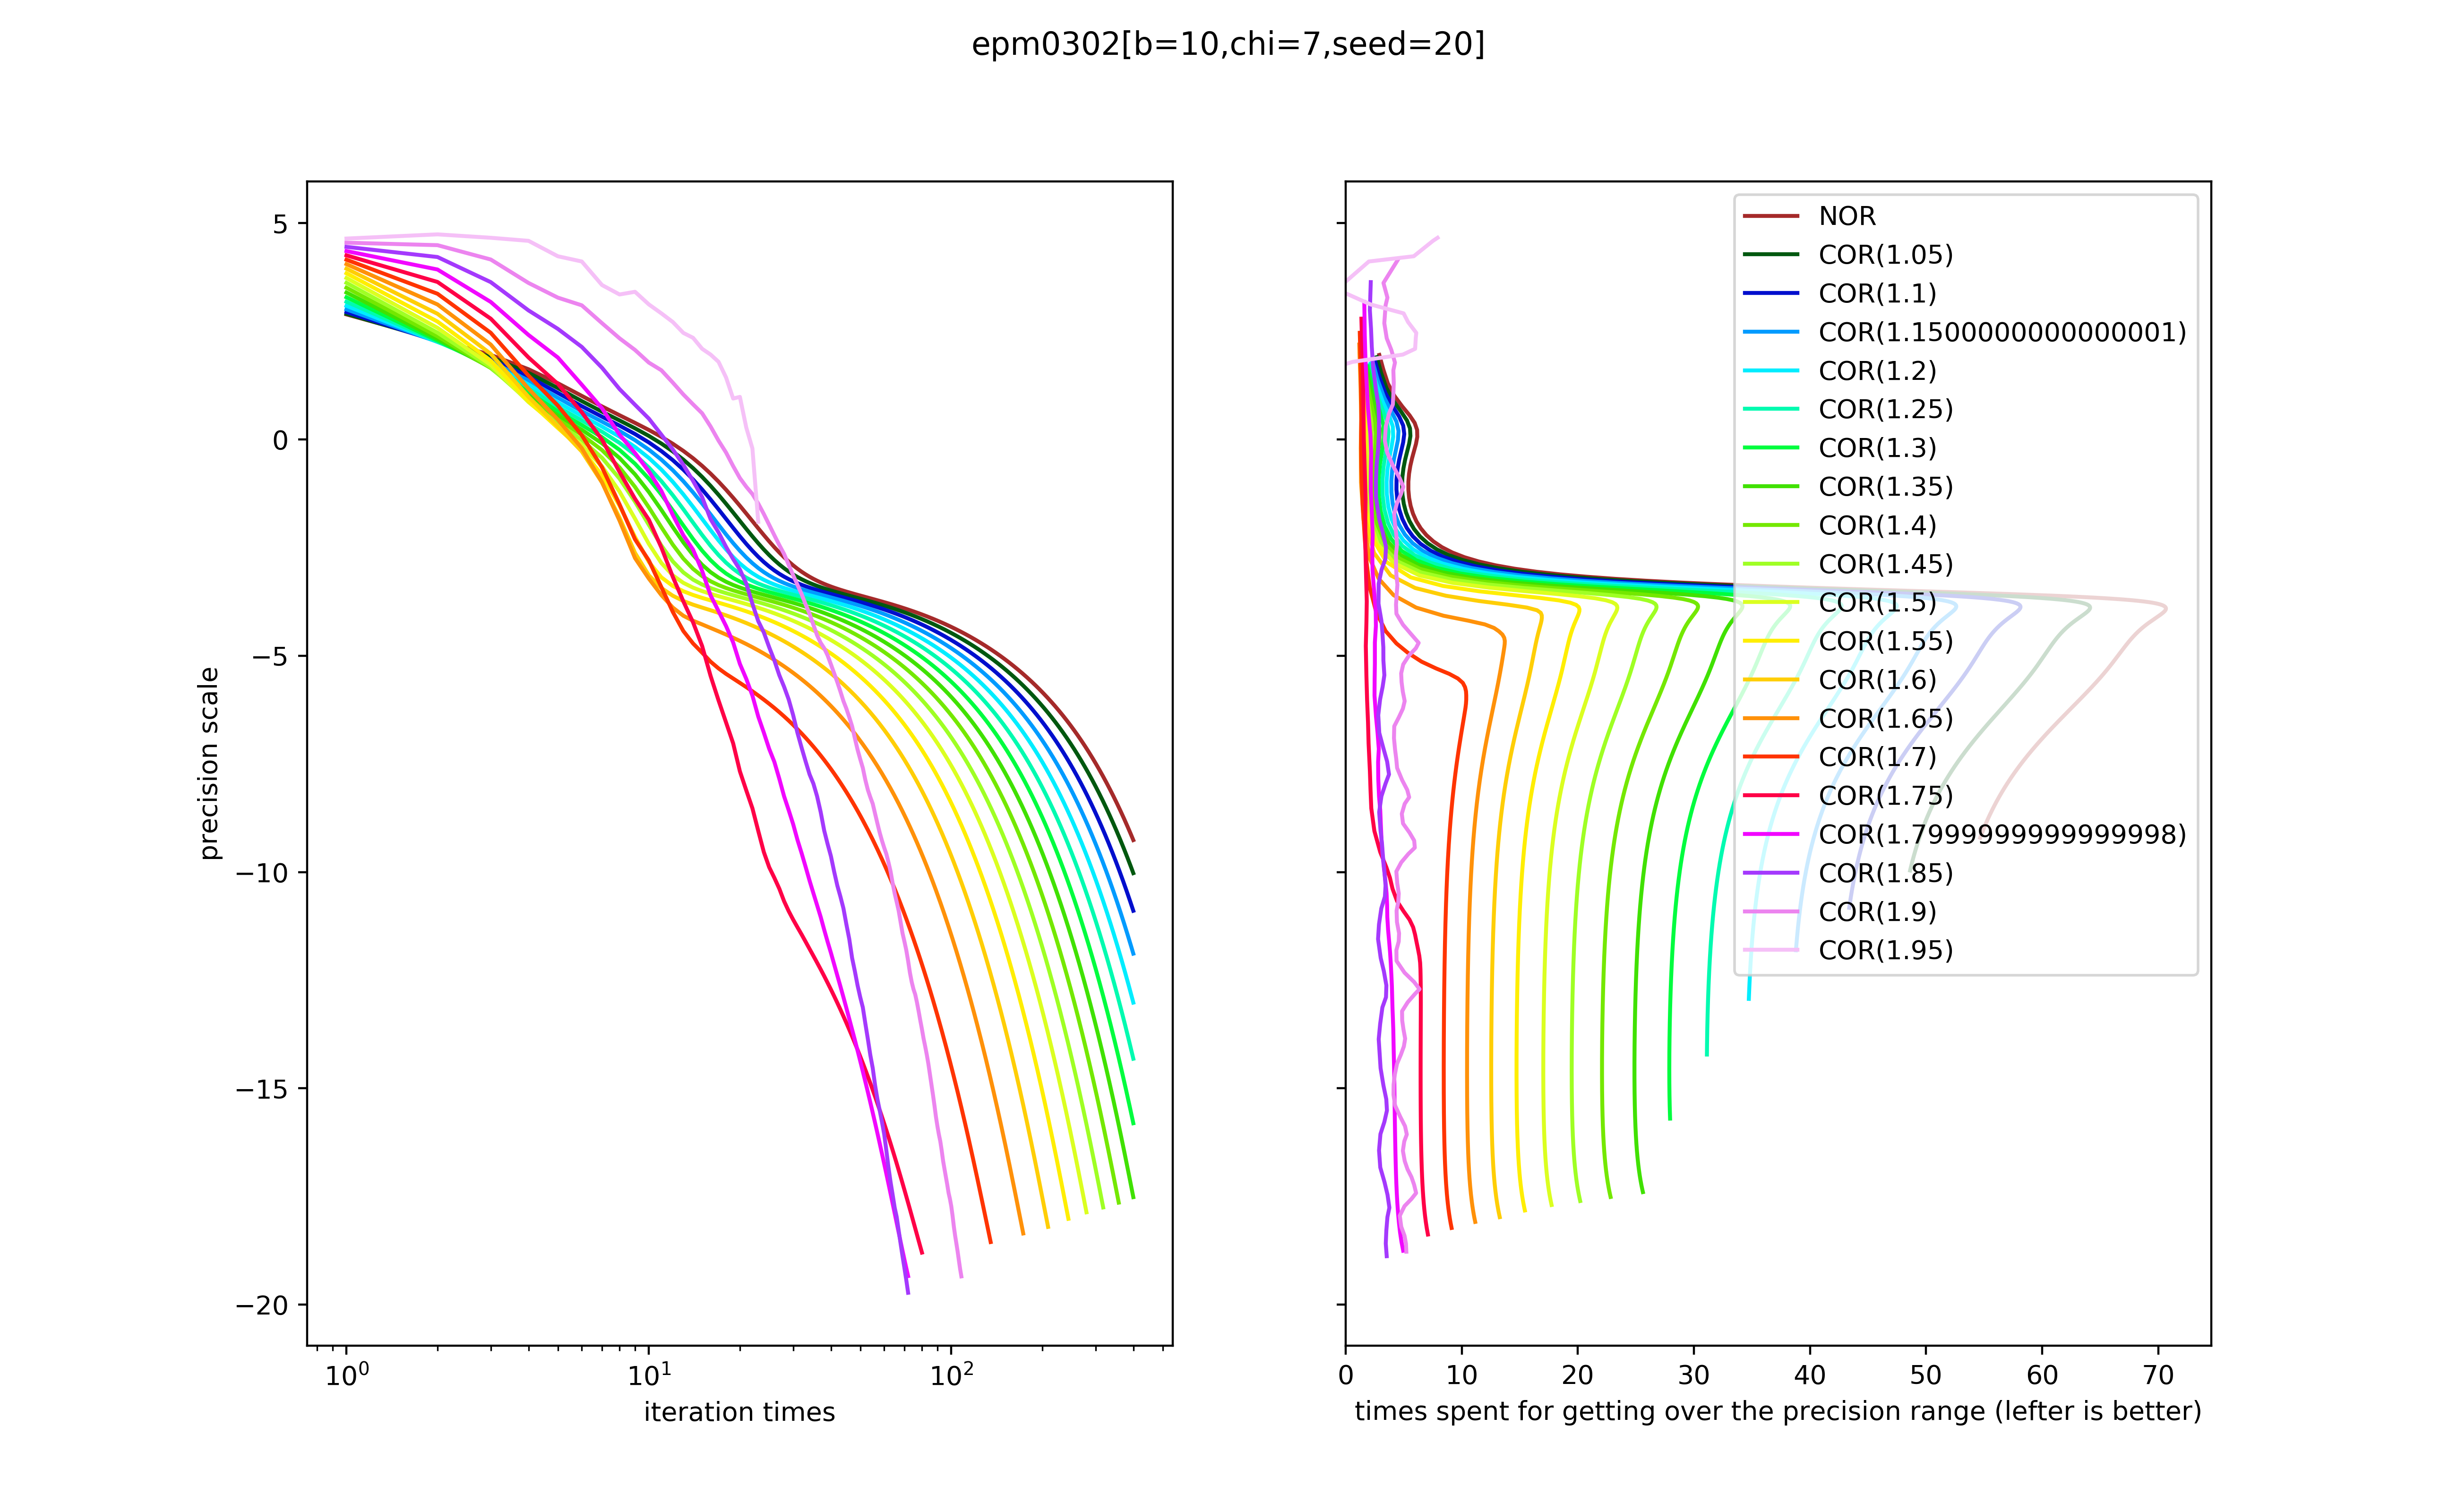 epm0302[b=10,chi=7,seed=20]
precision scale
5
0
−5
−10
−15
−20
10⁰ 10¹ 10²
iteration times
NOR
COR(1.05)
COR(1.1)
COR(1.1500000000000001)
COR(1.2)
COR(1.25)
COR(1.3)
COR(1.35)
COR(1.4)
COR(1.45)
COR(1.5)
COR(1.55)
COR(1.6)
COR(1.65)
COR(1.7)
COR(1.75)
COR(1.7999999999999998)
COR(1.85)
COR(1.9)
COR(1.95)
0 10 20 30 40 50 60 70
times spent for getting over the precision range (lefter is better)